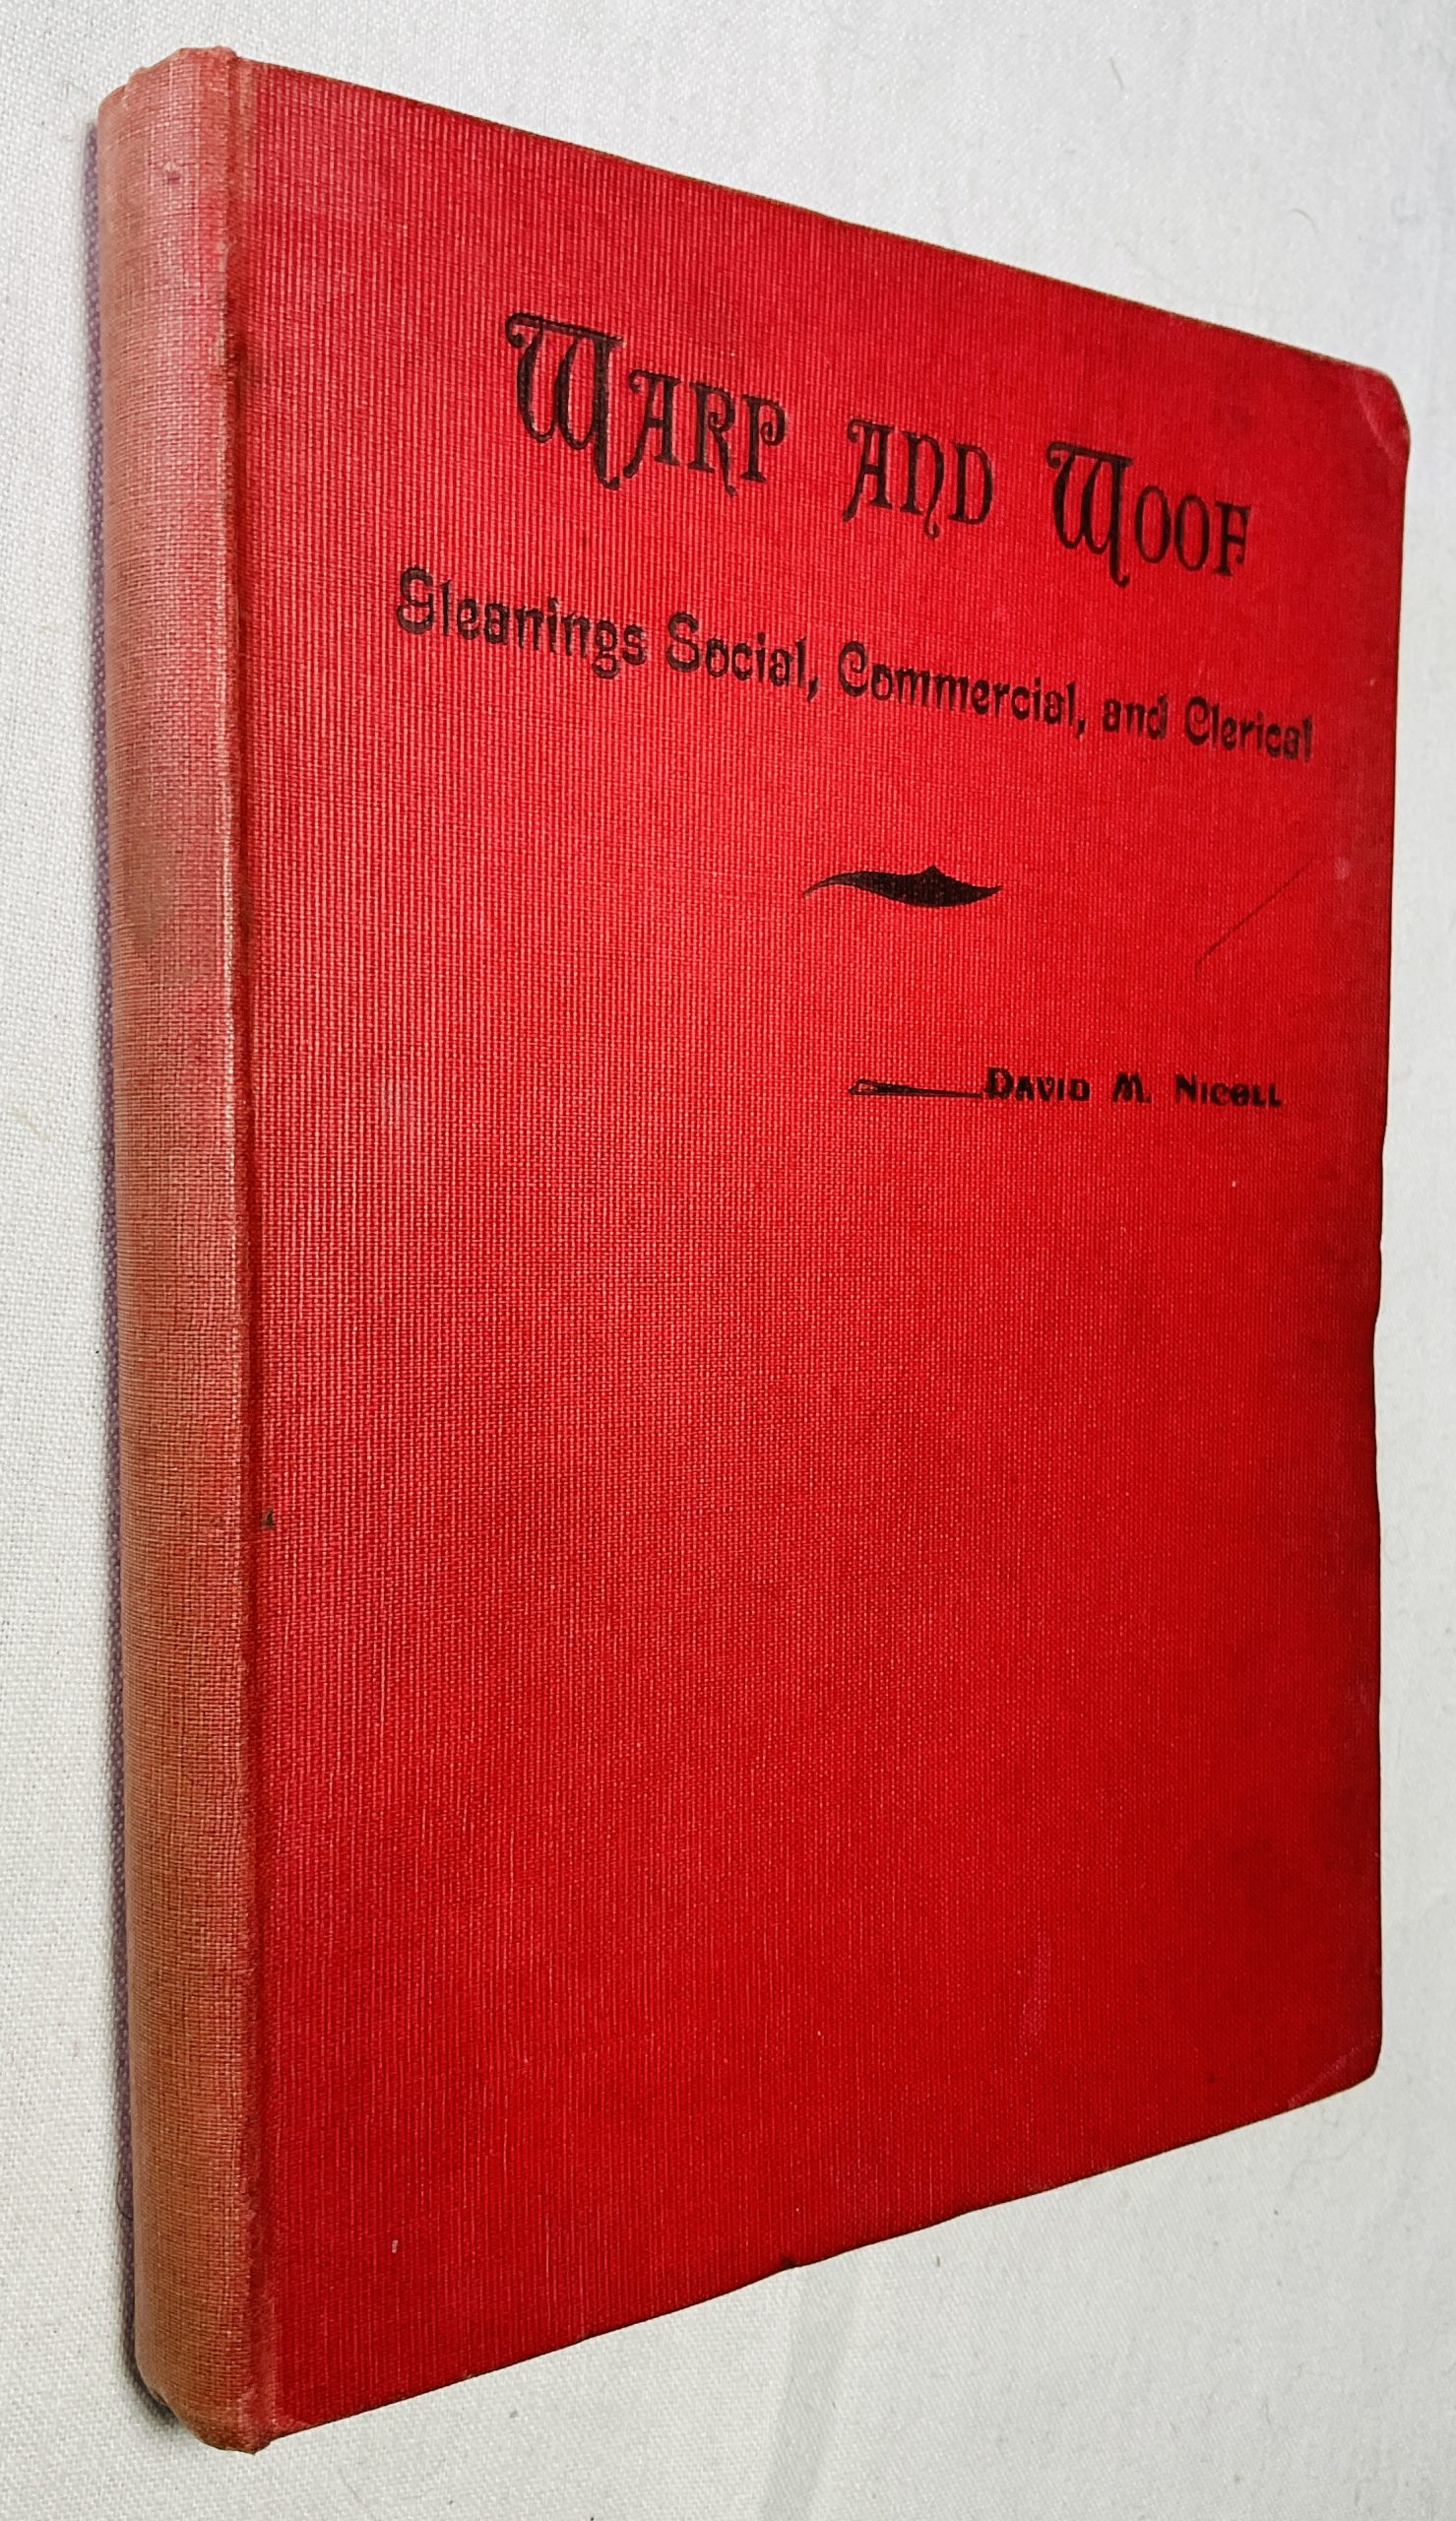 WARP AND WOOF
Gleanings Social, Commercial, and Clerical
DAVID M. NICOLL